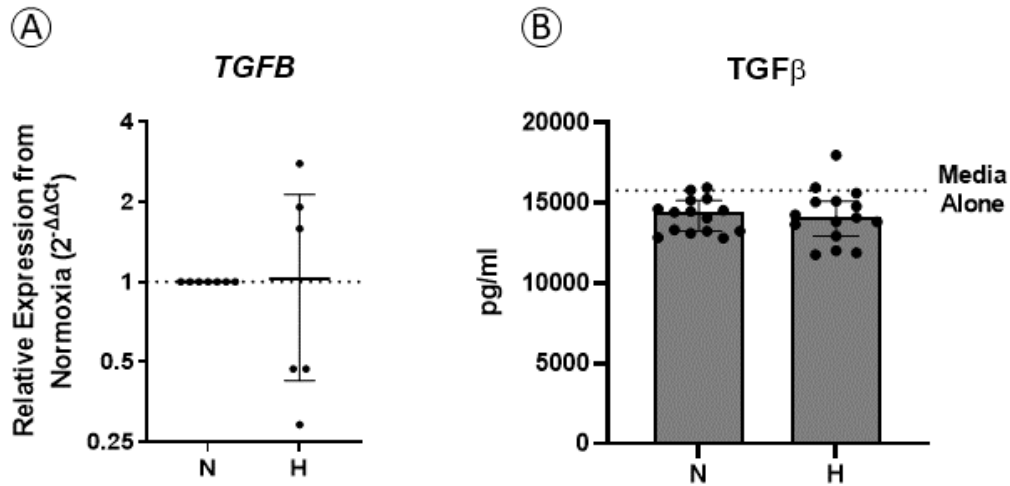 A
TGFB
Relative Expression from
Normoxia (2^-ΔΔCt)
4
2
1
0.5
0.25
N H
B
TGFβ
pg/ml
20000
15000
10000
5000
0
Media
Alone
N H